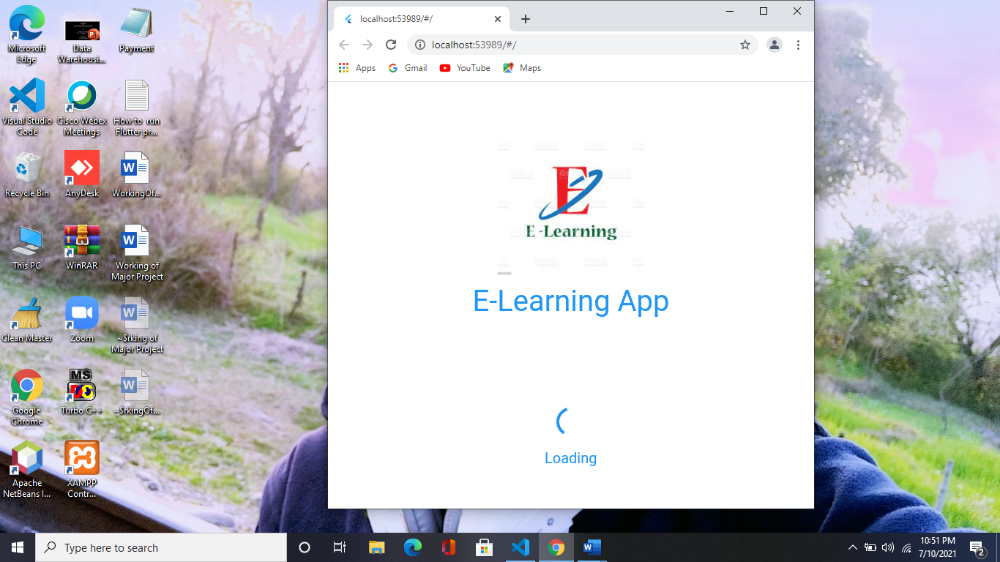 Microsoft
Edge
Data
Warehousi...
Payment
Visual Studio
Code
Cisco Webex
Meetings
How to run
Flutter pr...
Recycle Bin
AnyDesk
WorkingOf...
This PC
WinRAR
Working of
Major Project
Clean Master
Zoom
~Srking of
Major Project
Google
Chrome
MS
Turbo C++
~SrkingOf...
Apache
NetBeans I...
XAMPP
Contr...
localhost:53989/#/
localhost:53989/#/
Apps
Gmail
YouTube
Maps
E
E -Learning
E-Learning App
Loading
Type here to search
10:51 PM
7/10/2021
2